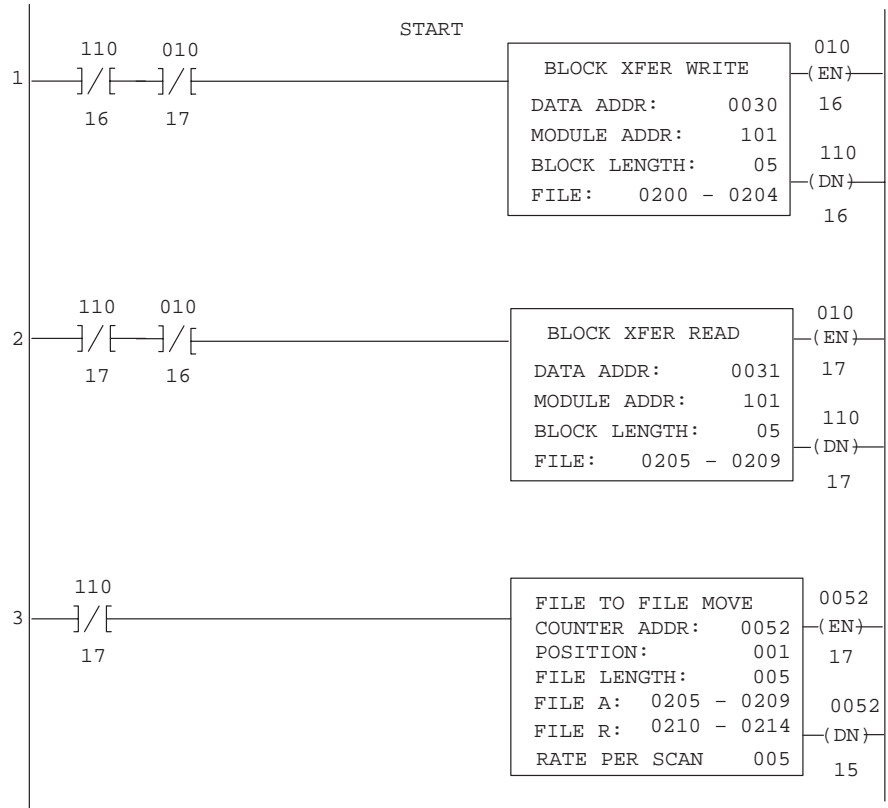 START
110 010
1 ]/[ ]/[
16 17
BLOCK XFER WRITE
DATA ADDR: 0030
MODULE ADDR: 101
BLOCK LENGTH: 05
FILE: 0200 – 0204
010
(EN)
16
110
(DN)
16
110 010
2 ]/[ ]/[
17 16
BLOCK XFER READ
DATA ADDR: 0031
MODULE ADDR: 101
BLOCK LENGTH: 05
FILE: 0205 – 0209
010
(EN)
17
110
(DN)
17
110
3 ]/[
17
FILE TO FILE MOVE
COUNTER ADDR: 0052
POSITION: 001
FILE LENGTH: 005
FILE A: 0205 – 0209
FILE R: 0210 – 0214
RATE PER SCAN 005
0052
(EN)
17
0052
(DN)
15